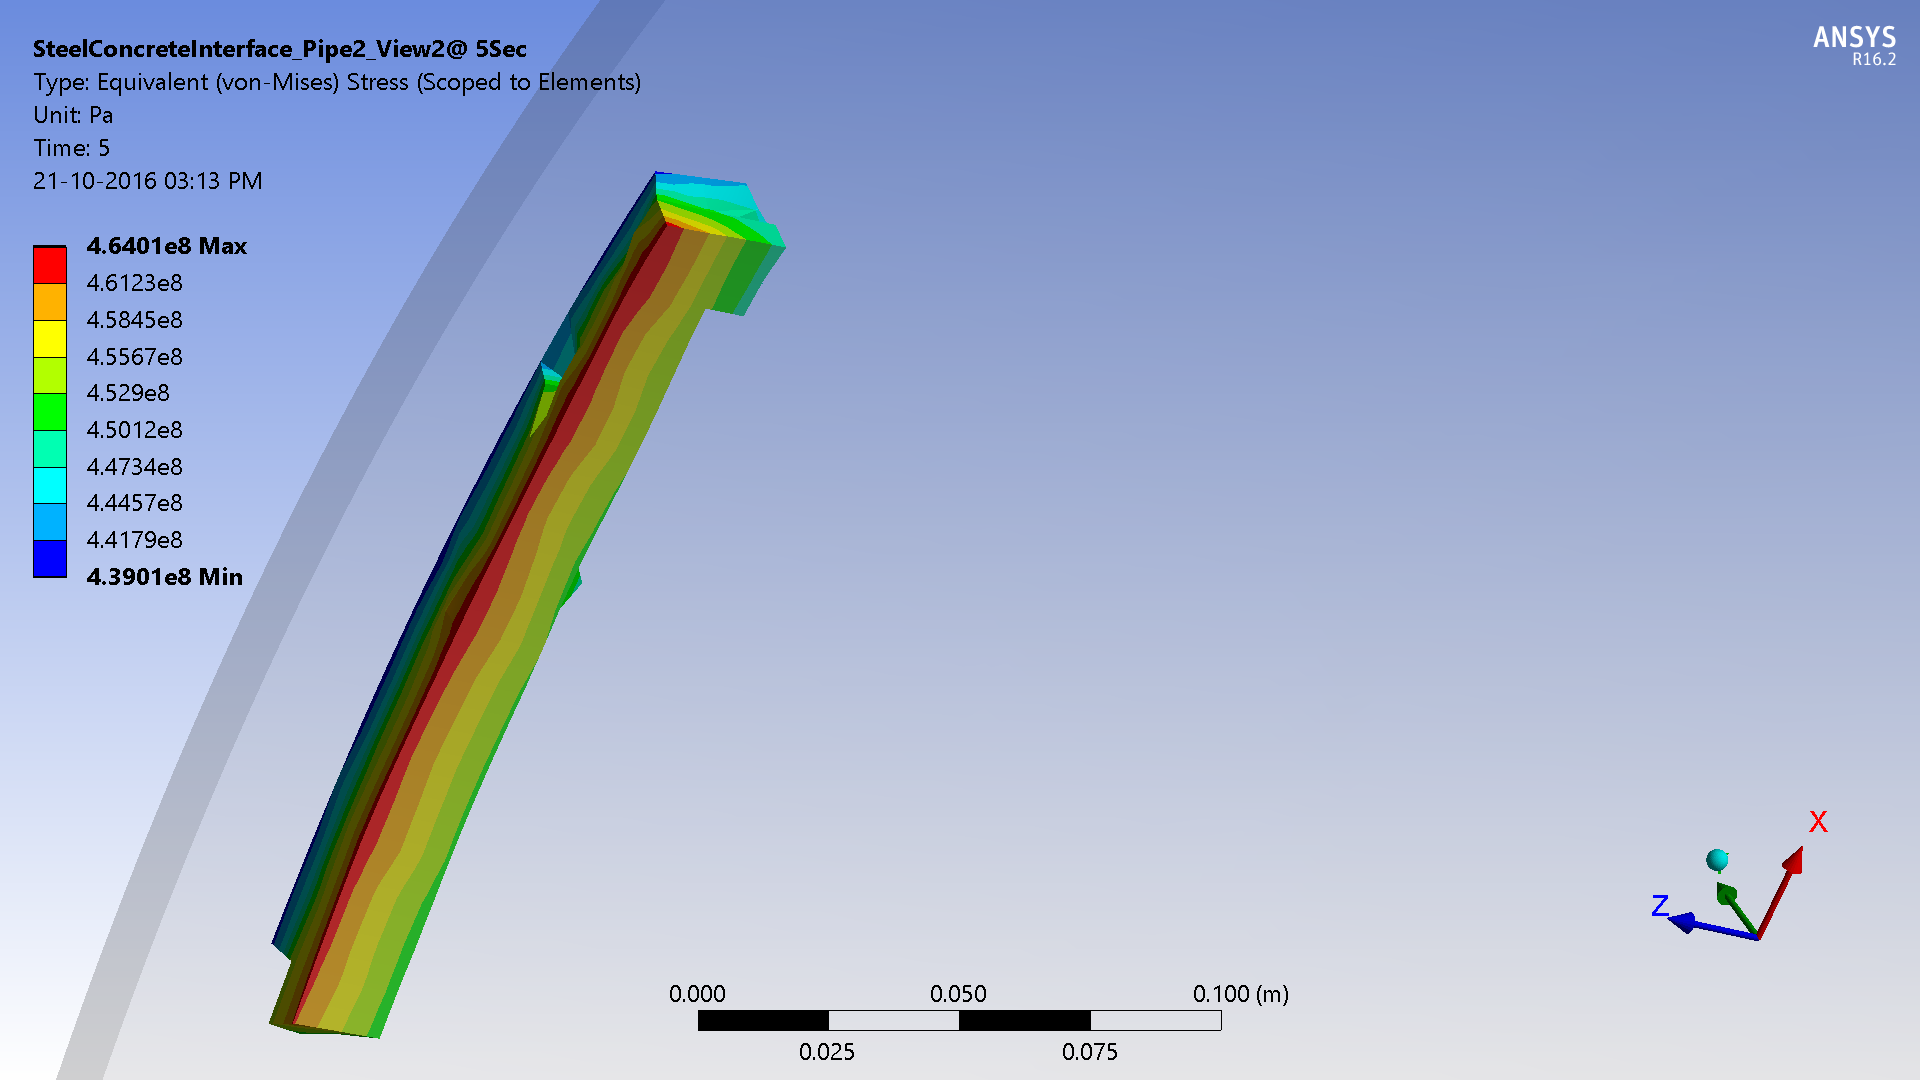 SteelConcreteInterface_Pipe2_View2@ 5Sec
Type: Equivalent (von-Mises) Stress (Scoped to Elements)
Unit: Pa
Time: 5
21-10-2016 03:13 PM
ANSYS
R16.2
4.6401e8 Max
4.6123e8
4.5845e8
4.5567e8
4.529e8
4.5012e8
4.4734e8
4.4457e8
4.4179e8
4.3901e8 Min
X
Z
0.000 0.050 0.100 (m)
0.025 0.075